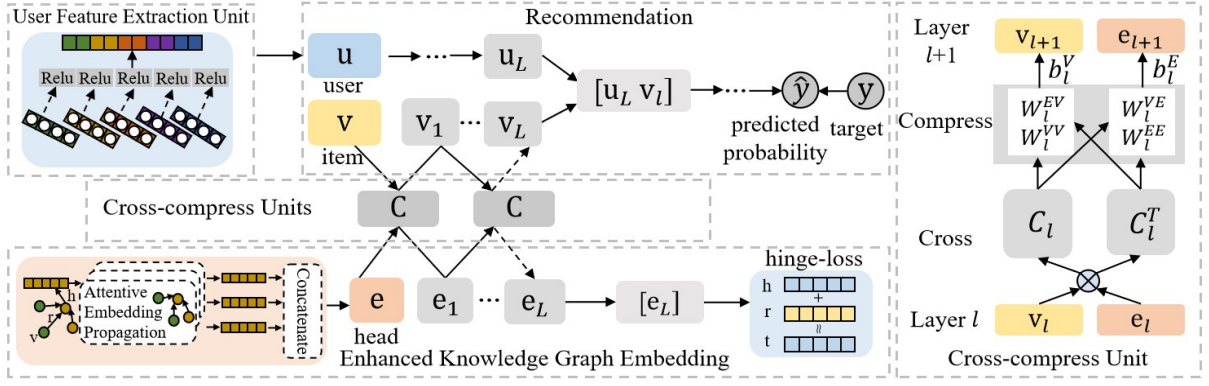 User Feature Extraction Unit
Relu Relu Relu Relu Relu
Recommendation
u
user
...
u_L
v
item
v_1 ... v_L
[u_L v_l]
...
ŷ
y
predicted
probability
target
Cross-compress Units
C
C
h
r
v
Attentive
Embedding
Propagation
Concatenate
e
head
e_1 ... e_L
[e_L]
hinge-loss
h
+
r
≈
t
Enhanced Knowledge Graph Embedding
Layer
l+1
v_{l+1}
e_{l+1}
b_l^V
b_l^E
Compress
W_l^{EV}
W_l^{VV}
W_l^{VE}
W_l^{EE}
Cross
C_l
C_l^T
⊗
Layer l
v_l
e_l
Cross-compress Unit